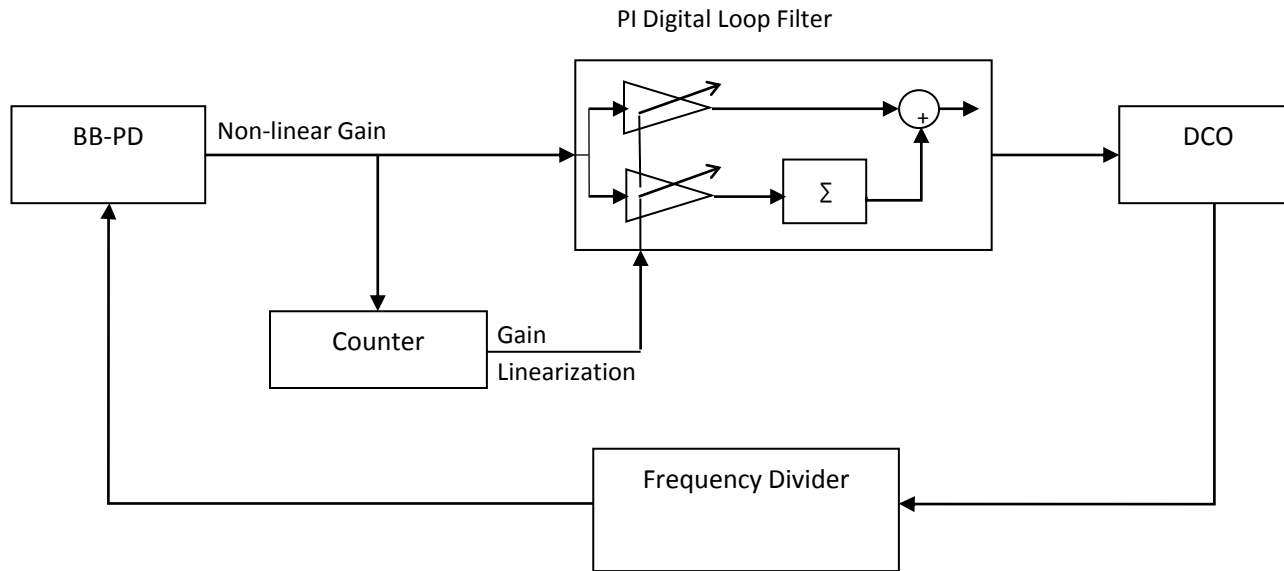 PI Digital Loop Filter
BB-PD
Non-linear Gain
+
DCO
Σ
Counter
Gain
Linearization
Frequency Divider